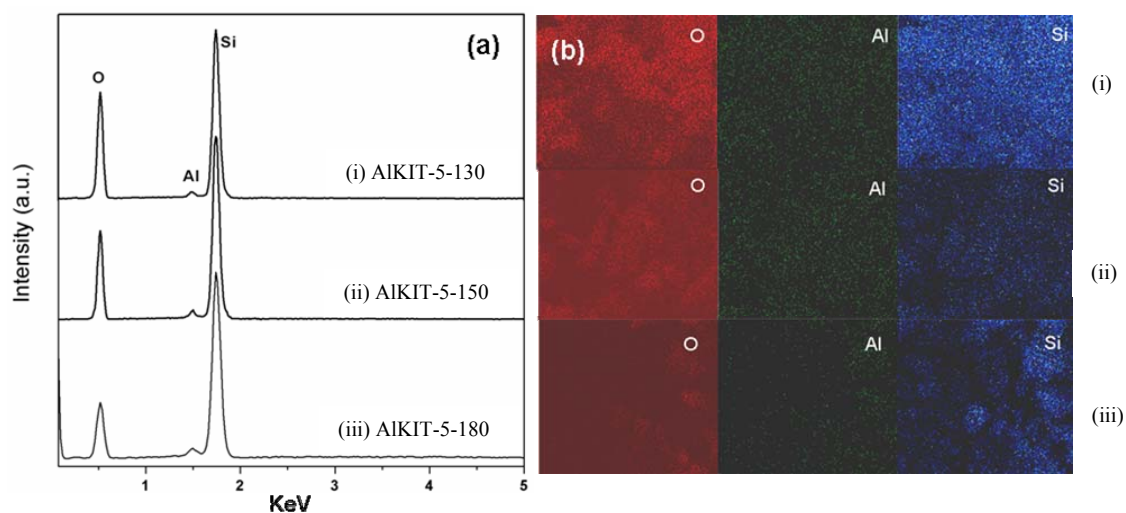 (a)
Si
O
Al
(i) AlKIT-5-130
(ii) AlKIT-5-150
(iii) AlKIT-5-180
Intensity (a.u.)
1 2 3 4 5
KeV
(b)
O Al Si
(i)
O Al Si
(ii)
O Al Si
(iii)